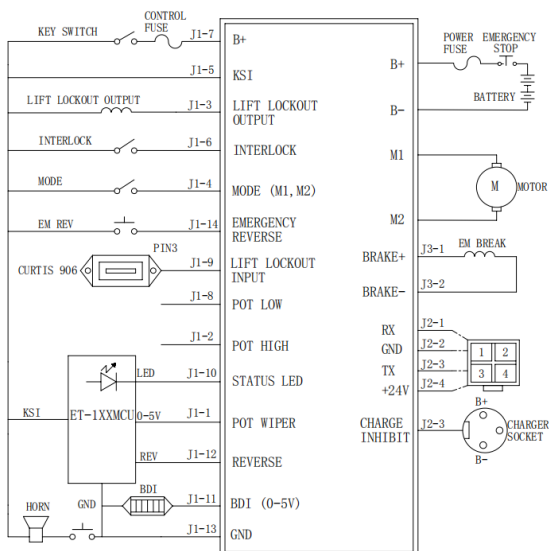 CONTROL
FUSE
KEY SWITCH
J1-7
B+
J1-5
KSI
LIFT LOCKOUT OUTPUT
J1-3
LIFT LOCKOUT
OUTPUT
INTERLOCK
J1-6
INTERLOCK
MODE
J1-4
MODE (M1,M2)
EM REV
J1-14
EMERGENCY
REVERSE
PIN3
CURTIS 906
J1-9
LIFT LOCKOUT
INPUT
J1-8
POT LOW
J1-2
POT HIGH
LED
J1-10
STATUS LED
KSI
ET-1XXMCU
0-5V
J1-1
POT WIPER
REV
J1-12
REVERSE
BDI
GND
J1-11
BDI (0-5V)
HORN
J1-13
GND
POWER
FUSE
EMERGENCY
STOP
B+
BATTERY
B-
M1
M
MOTOR
M2
J3-1
EM BREAK
BRAKE+
J3-2
BRAKE-
RX
J2-1
GND
J2-2
TX
J2-3
+24V
J2-4
1 2
3 4
B+
CHARGE
INHIBIT
J2-3
CHARGER
SOCKET
B-